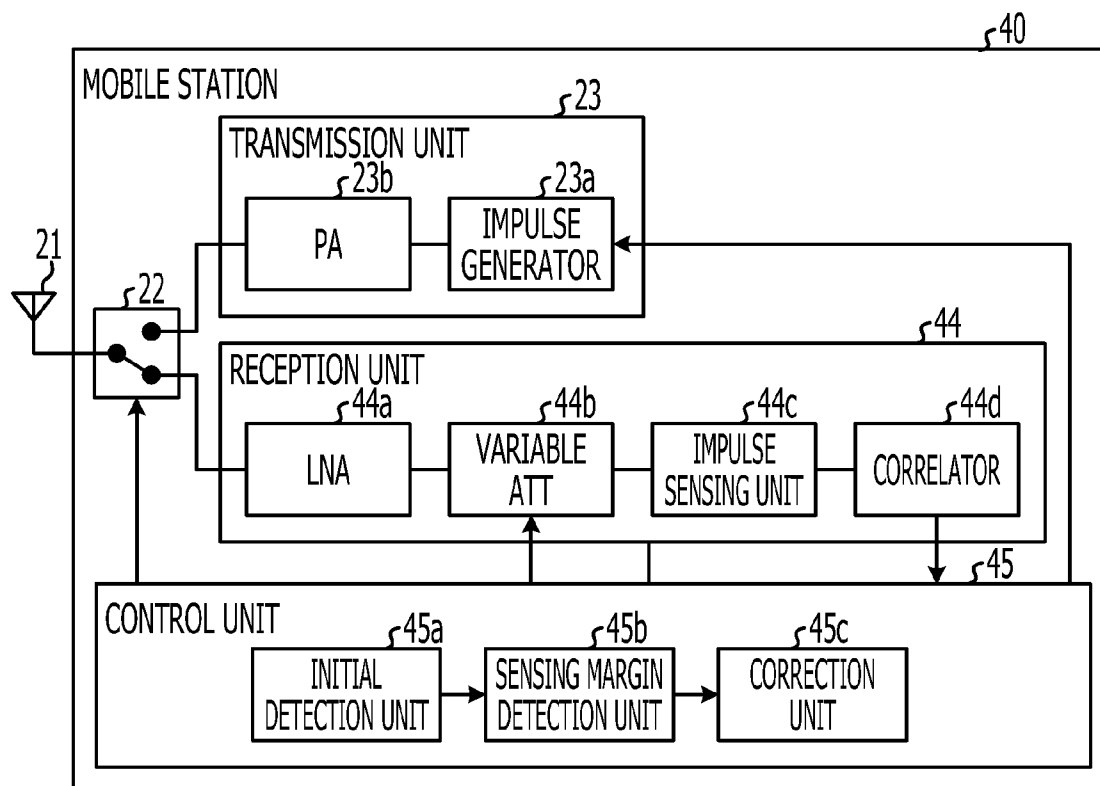 40
MOBILE STATION
23
TRANSMISSION UNIT
23b
23a
PA
IMPULSE
GENERATOR
21
22
44
RECEPTION UNIT
44a
44b
44c
44d
LNA
VARIABLE
ATT
IMPULSE
SENSING UNIT
CORRELATOR
45
CONTROL UNIT
45a
45b
45c
INITIAL
DETECTION UNIT
SENSING MARGIN
DETECTION UNIT
CORRECTION
UNIT